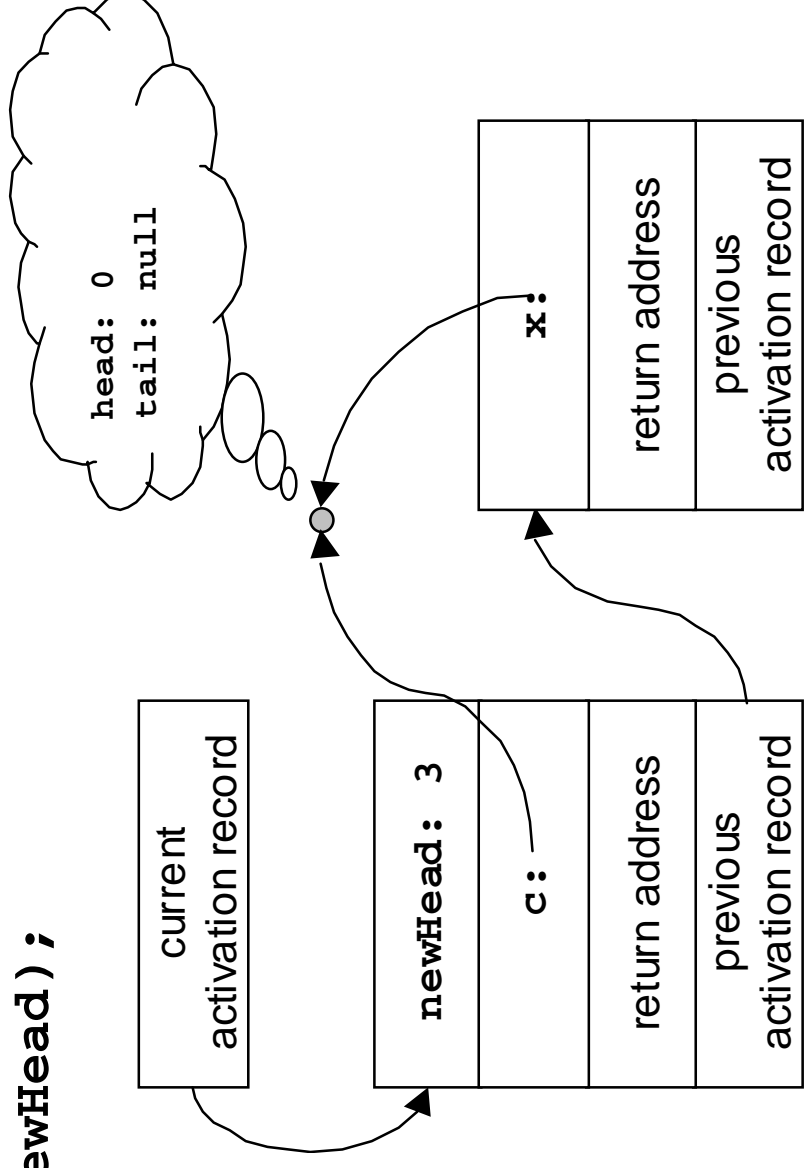 ewHead);
current
activation record
newHead: 3
c:
return address
previous
activation record
head: 0
tail: null
x:
return address
previous
activation record